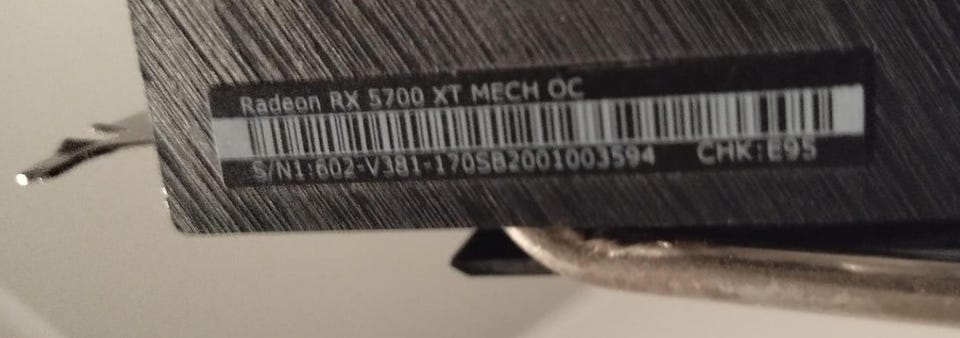 Radeon RX 5700 XT MECH OC
S/N1:602-V381-170SB2001003594 CHK:E95